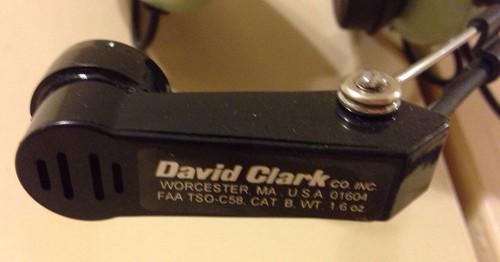 David Clark CO. INC.
WORCESTER, MA, U S A 01604
FAA TSO-C58, CAT B, WT 1.6 oz